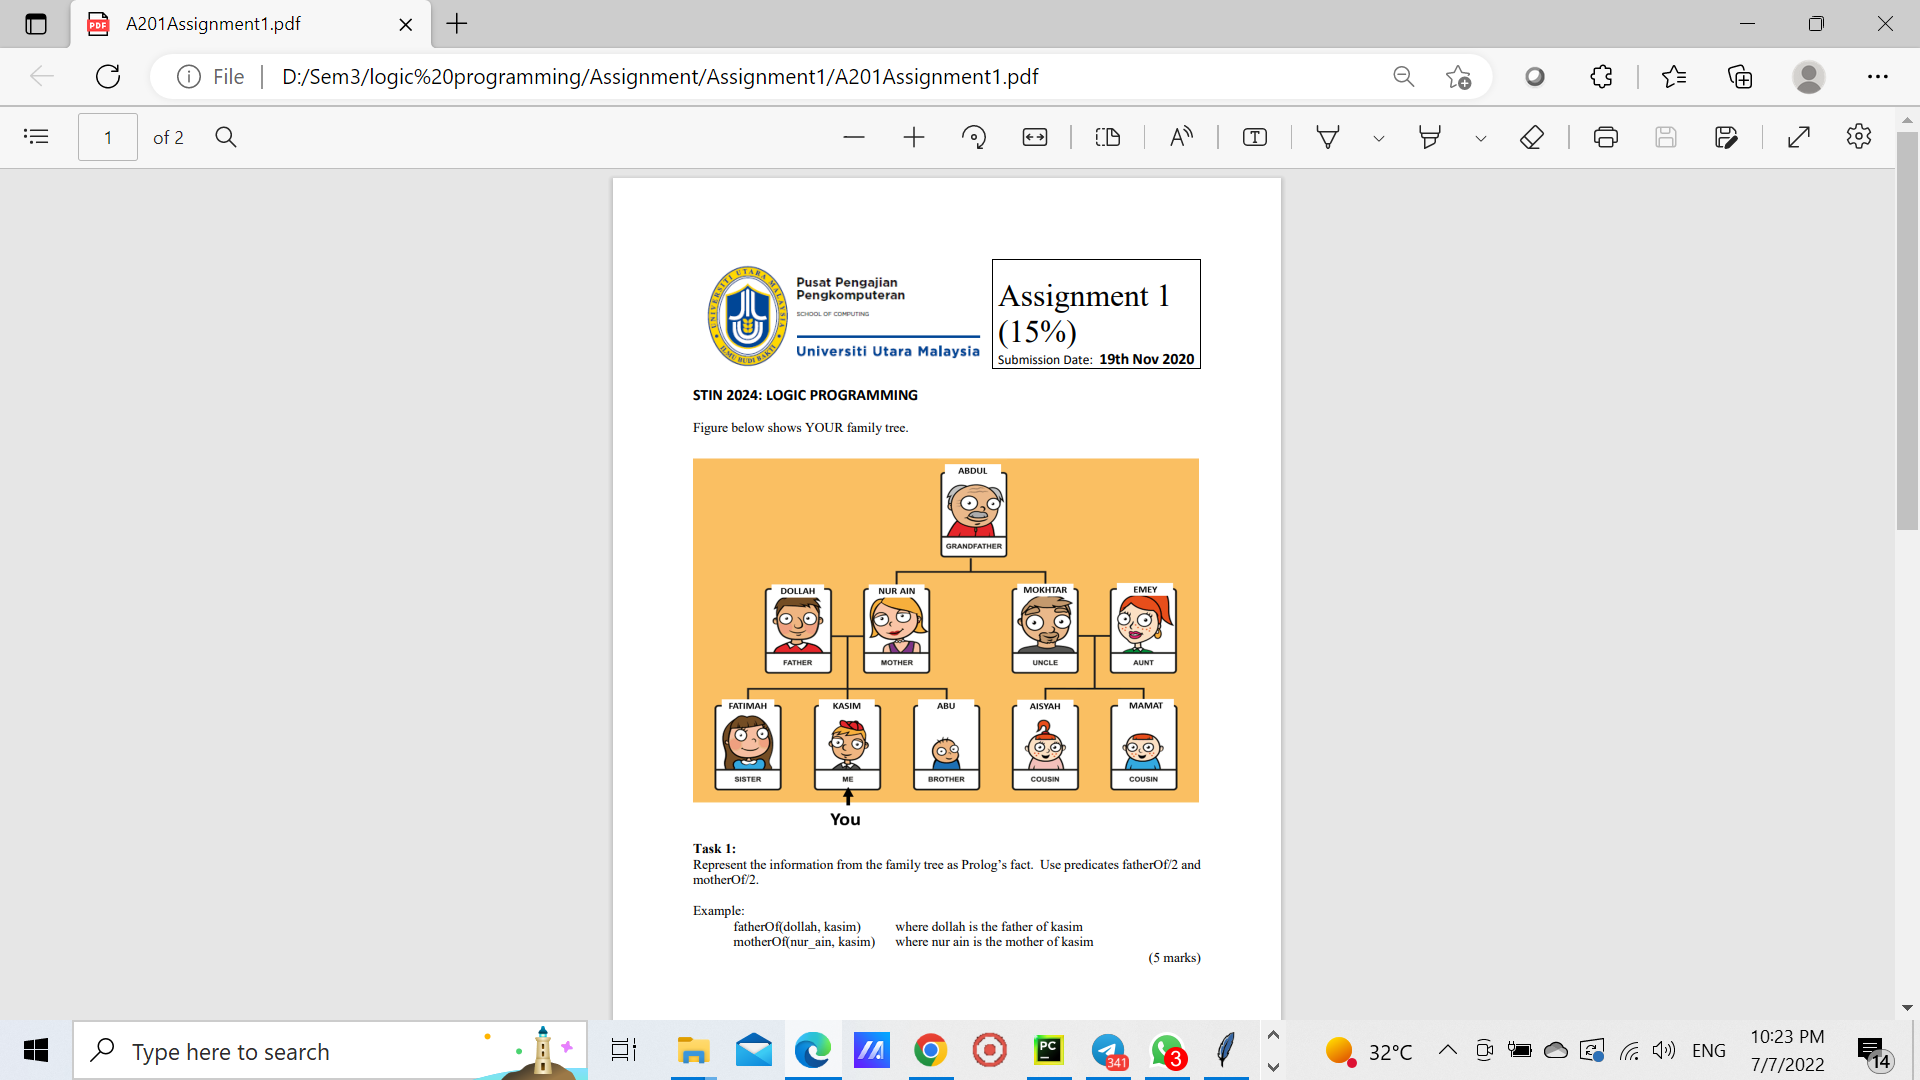 A201Assignment1.pdf
File
D:/Sem3/logic%20programming/Assignment/Assignment1/A201Assignment1.pdf
1 of 2
Pusat Pengajian
Pengkomputeran
SCHOOL OF COMPUTING
Universiti Utara Malaysia
UNIVERSITI UTARA MALAYSIA
ILMU BUDI BAKTI
Assignment 1
(15%)
Submission Date: 19th Nov 2020
STIN 2024: LOGIC PROGRAMMING
Figure below shows YOUR family tree.
ABDUL
GRANDFATHER
DOLLAH NUR AIN MOKHTAR EMEY
FATHER MOTHER UNCLE AUNT
FATIMAH KASIM ABU AISYAH MAMAT
SISTER ME BROTHER COUSIN COUSIN
You
Task 1:
Represent the information from the family tree as Prolog's fact. Use predicates fatherOf/2 and
motherOf/2.
Example:
fatherOf(dollah, kasim) where dollah is the father of kasim
motherOf(nur_ain, kasim) where nur ain is the mother of kasim
(5 marks)
Type here to search
PC
341
3
32°C
ENG
10:23 PM
7/7/2022
14